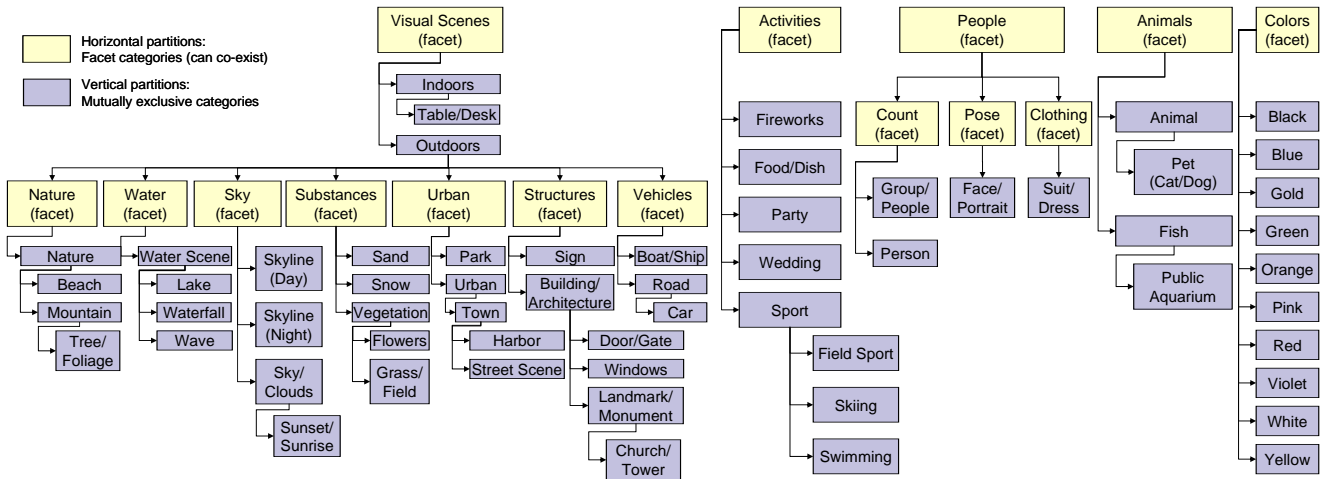 Horizontal partitions:
Facet categories (can co-exist)
Vertical partitions:
Mutually exclusive categories
Visual Scenes
(facet)
Indoors
Table/Desk
Outdoors
Nature
(facet)
Nature
Beach
Mountain
Tree/
Foliage
Water
(facet)
Water Scene
Lake
Waterfall
Wave
Sky
(facet)
Skyline
(Day)
Skyline
(Night)
Sky/
Clouds
Sunset/
Sunrise
Substances
(facet)
Sand
Snow
Vegetation
Flowers
Grass/
Field
Urban
(facet)
Park
Urban
Town
Harbor
Street Scene
Structures
(facet)
Sign
Building/
Architecture
Door/Gate
Windows
Landmark/
Monument
Church/
Tower
Vehicles
(facet)
Boat/Ship
Road
Car
Activities
(facet)
Fireworks
Food/Dish
Party
Wedding
Sport
Field Sport
Skiing
Swimming
People
(facet)
Count
(facet)
Group/
People
Person
Pose
(facet)
Face/
Portrait
Clothing
(facet)
Suit/
Dress
Animals
(facet)
Animal
Pet
(Cat/Dog)
Fish
Public
Aquarium
Colors
(facet)
Black
Blue
Gold
Green
Orange
Pink
Red
Violet
White
Yellow